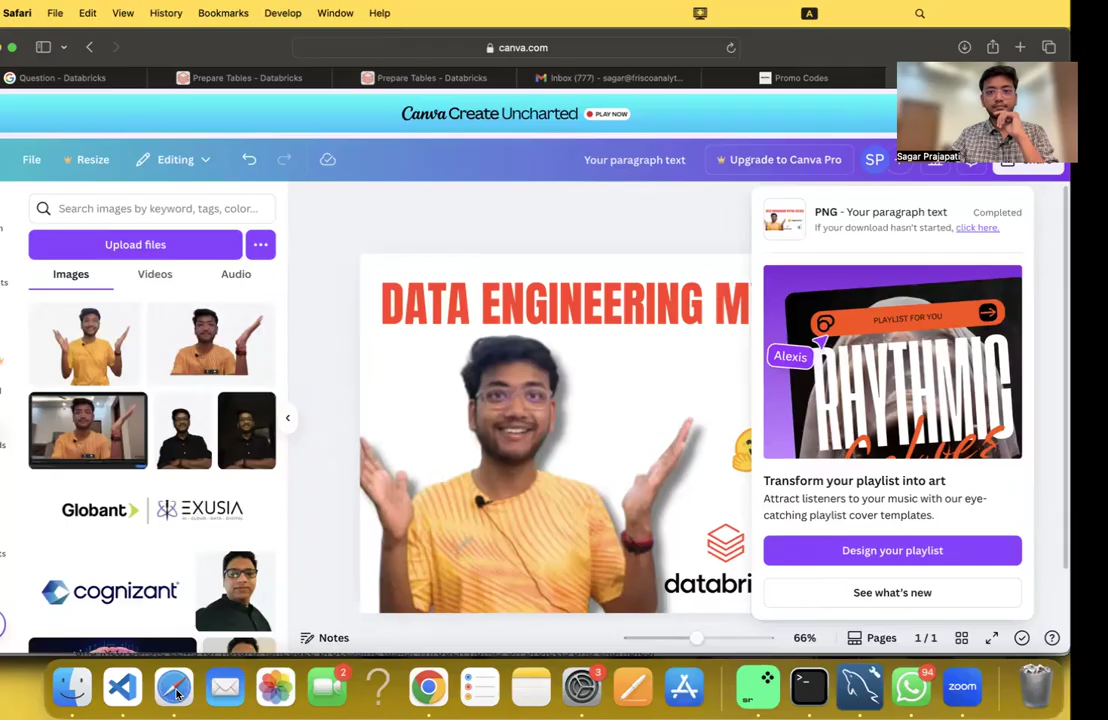 Safari File Edit View History Bookmarks Develop Window Help A
canva.com
Question - Databricks Prepare Tables - Databricks Prepare Tables - Databricks Inbox (777) - sagar@friscoanalyt... Promo Codes
Canva Create Uncharted PLAY NOW
Sagar Prajapati
File Resize Editing Your paragraph text Upgrade to Canva Pro SP
Search images by keyword, tags, color...
Upload files
Images Videos Audio
Globant EXUSIA
cognizant
DATA ENGINEERING M
databri
PNG - Your paragraph text Completed
If your download hasn't started, click here.
PLAYLIST FOR YOU
Alexis
RHYTHMIC
Transform your playlist into art
Attract listeners to your music with our eye-
catching playlist cover templates.
Design your playlist
See what's new
Notes 66% Pages 1 / 1
2 3 sr >_ 94 zoom